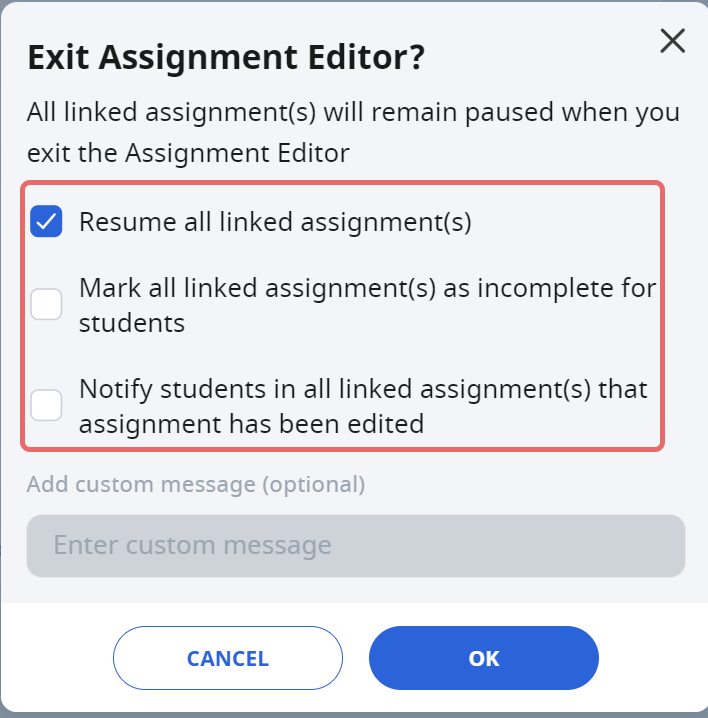 Exit Assignment Editor?
All linked assignment(s) will remain paused when you
exit the Assignment Editor
Resume all linked assignment(s)
Mark all linked assignment(s) as incomplete for
students
Notify students in all linked assignment(s) that
assignment has been edited
Add custom message (optional)
Enter custom message
CANCEL
OK